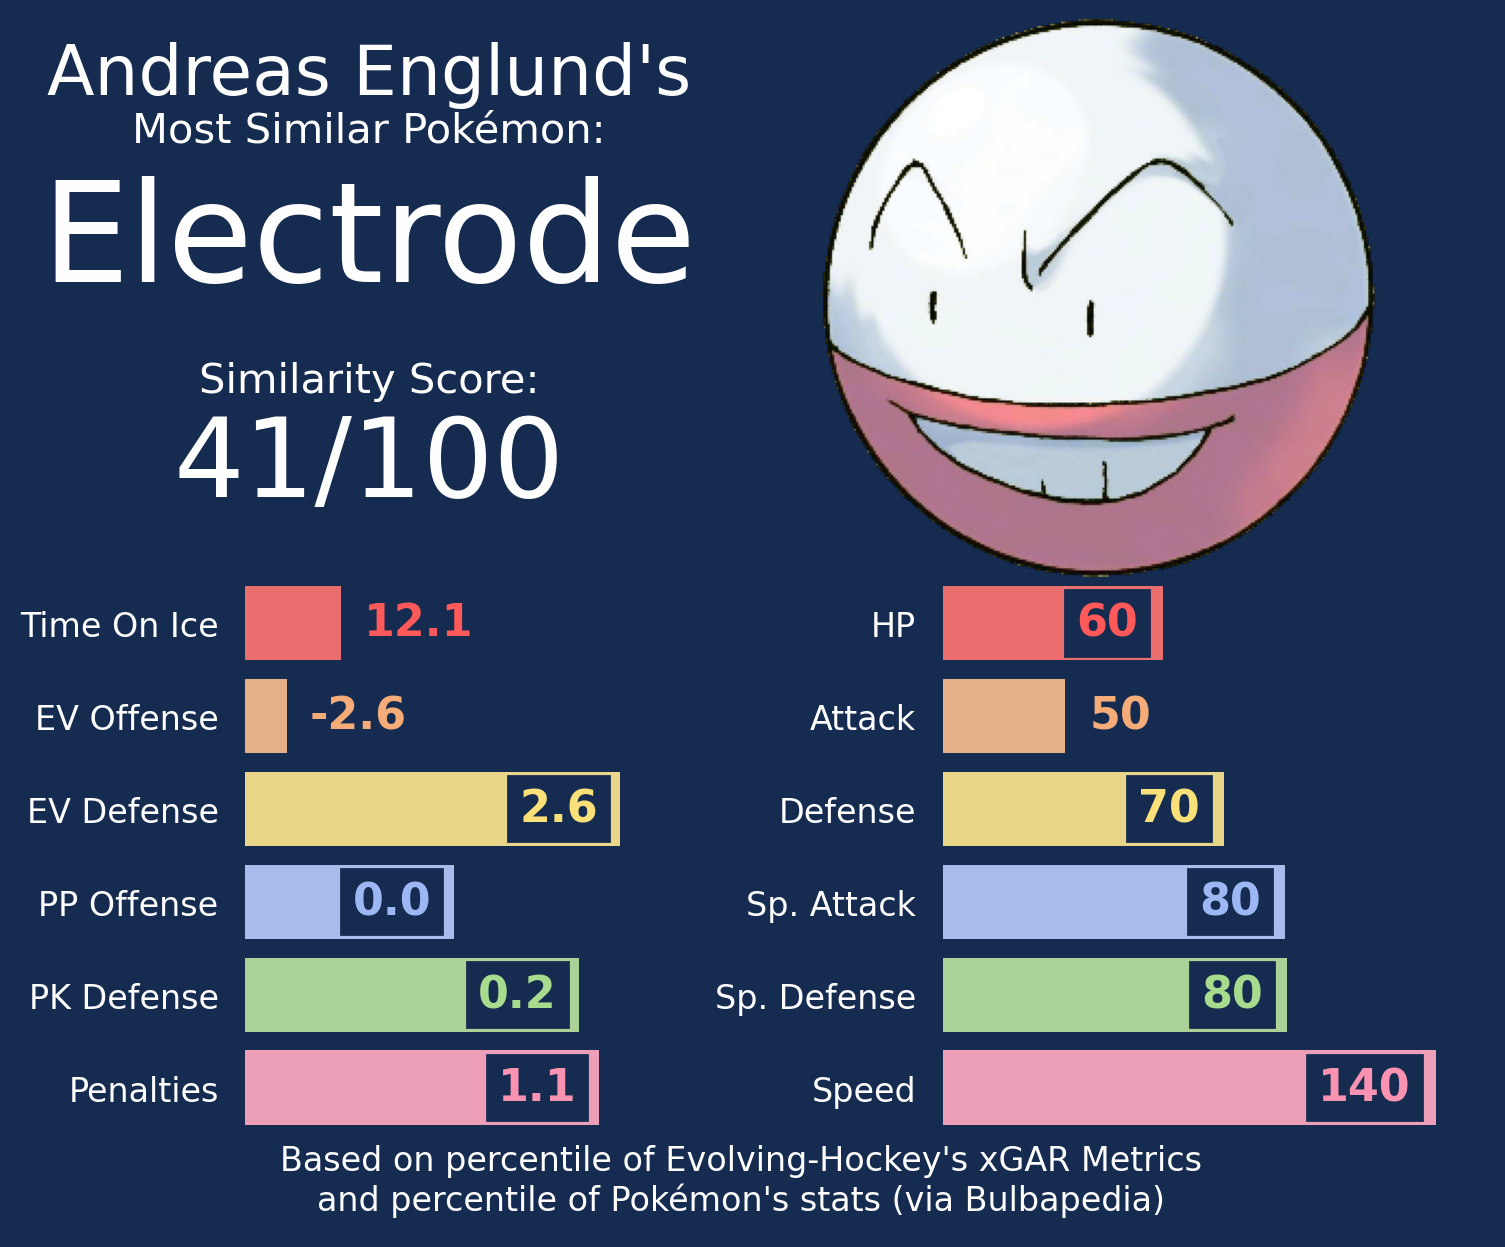 Andreas Englund's
Most Similar Pokémon:
Electrode
Similarity Score:
41/100
Time On Ice 12.1
EV Offense -2.6
EV Defense 2.6
PP Offense 0.0
PK Defense 0.2
Penalties 1.1
HP 60
Attack 50
Defense 70
Sp. Attack 80
Sp. Defense 80
Speed 140
Based on percentile of Evolving-Hockey's xGAR Metrics
and percentile of Pokémon's stats (via Bulbapedia)